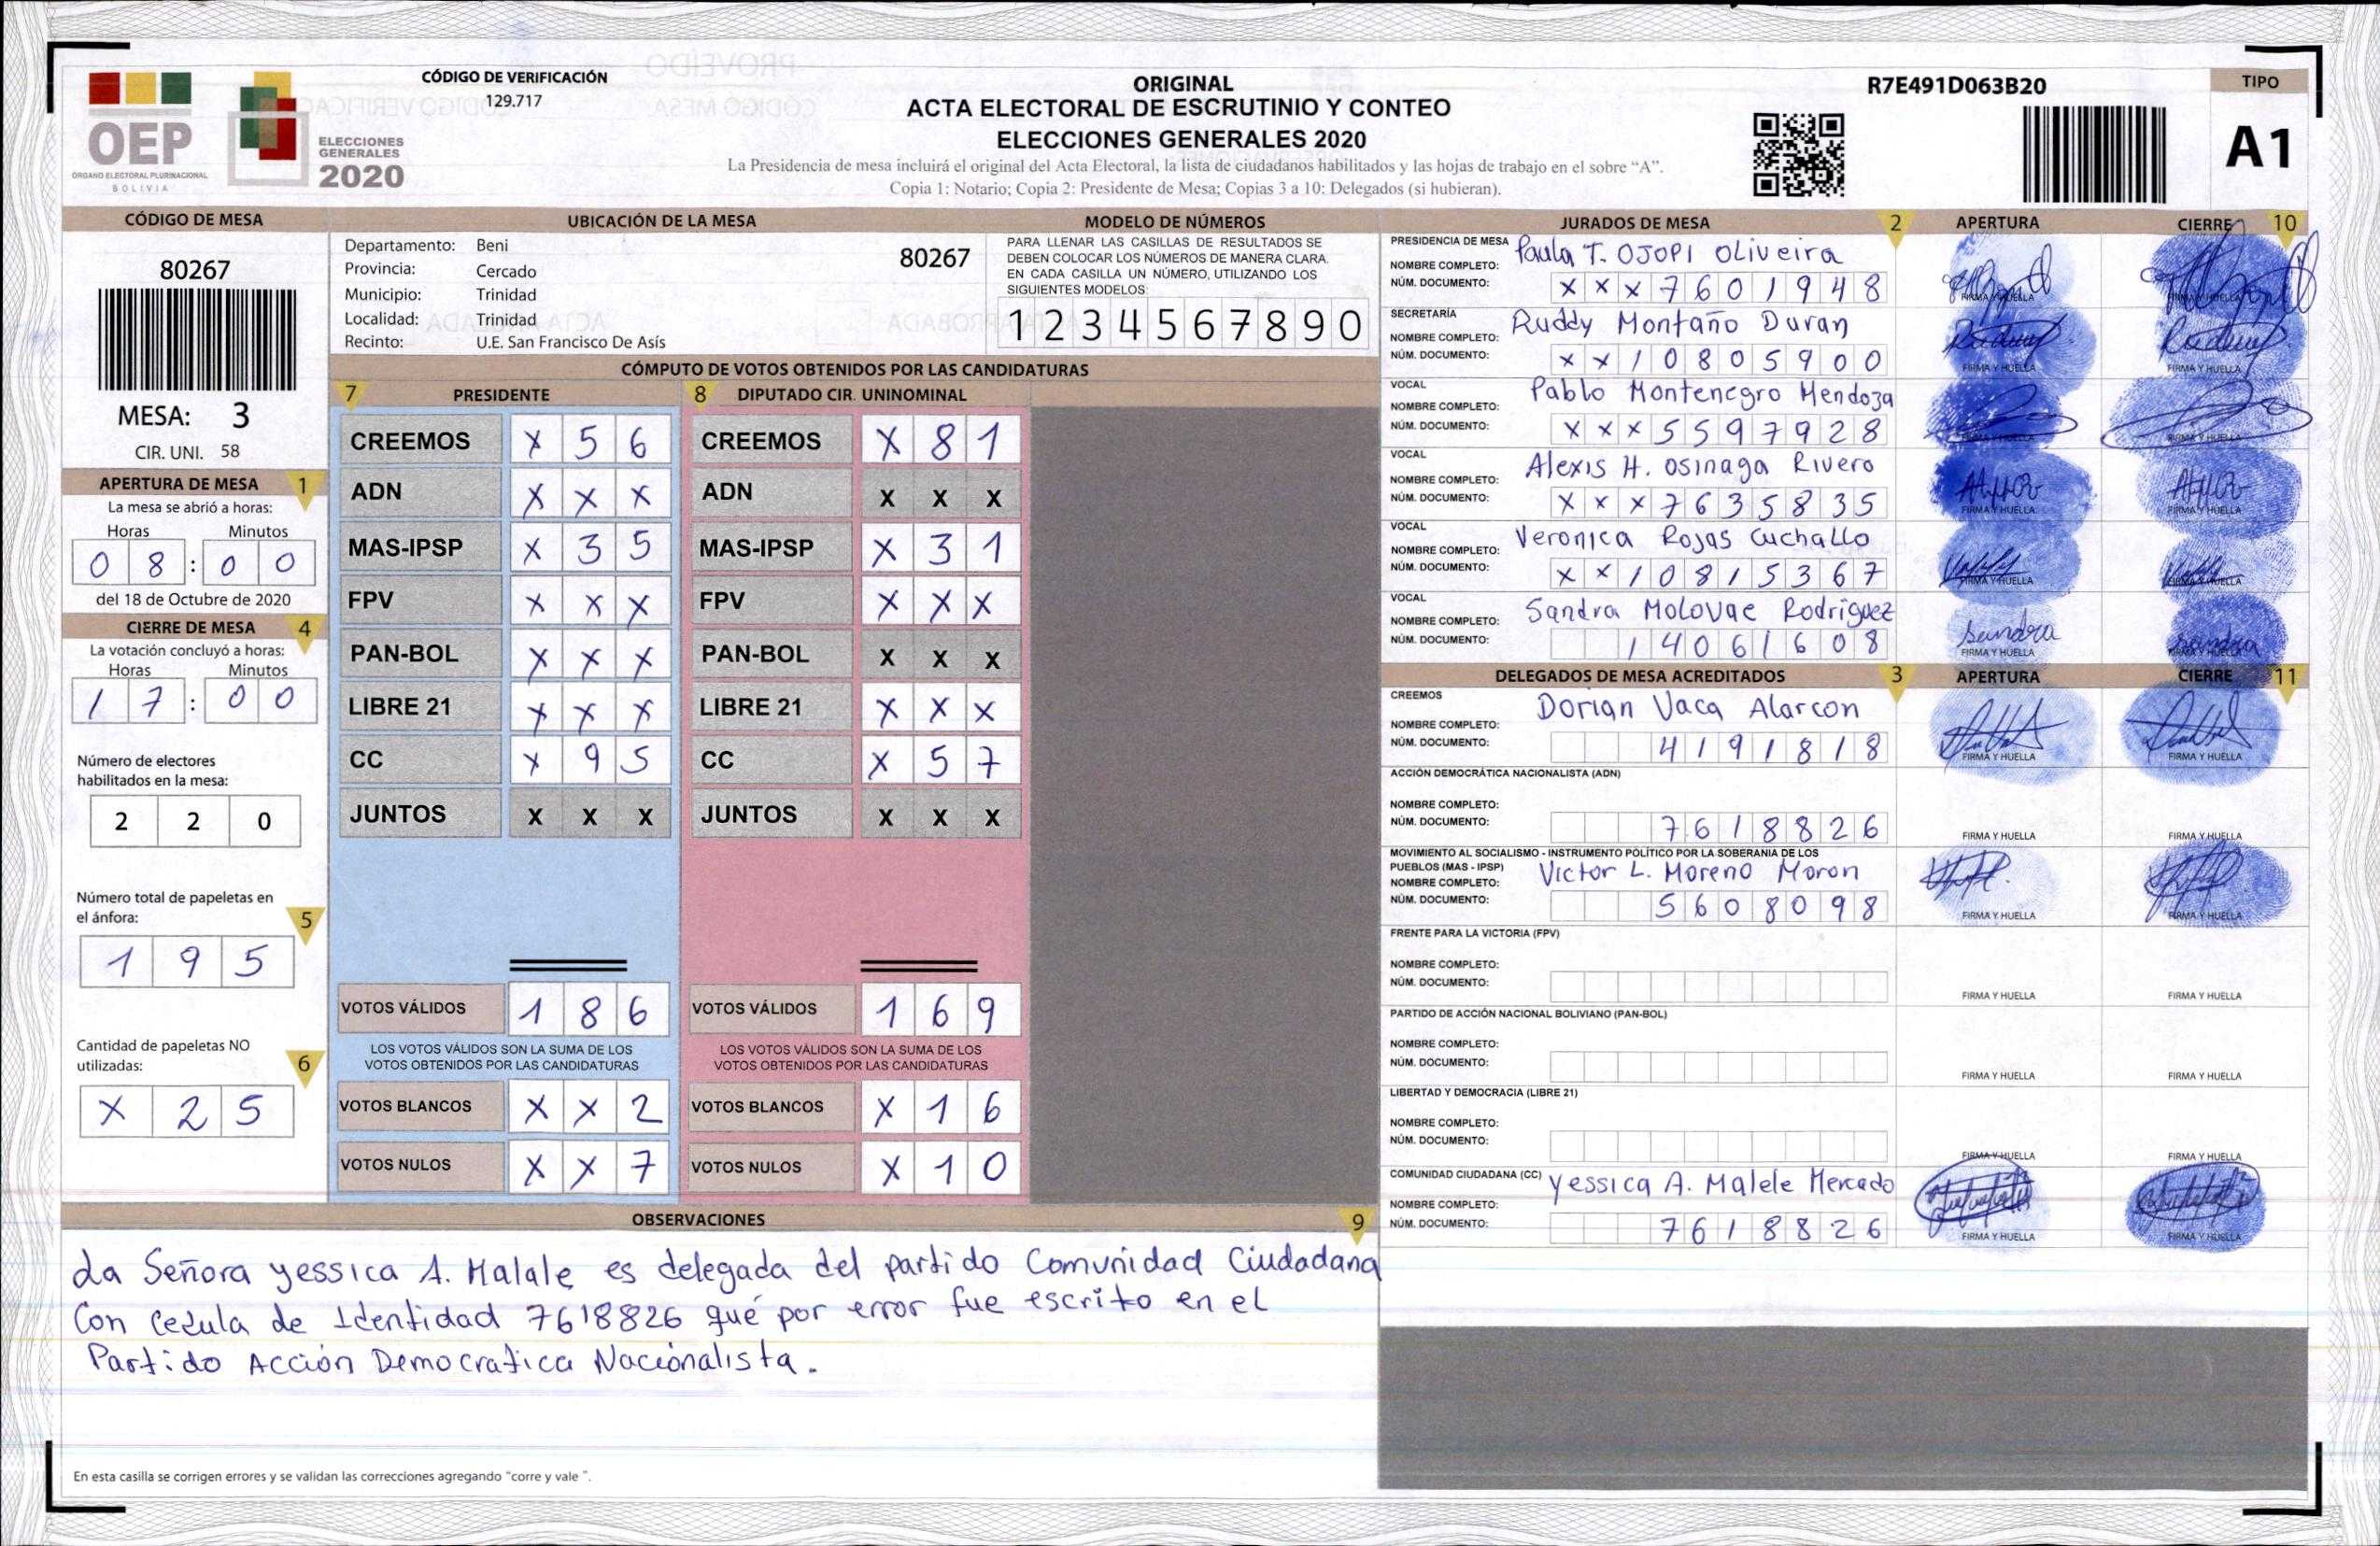 CÓDIGO DE VERIFICACIÓN
129.717
OEP
ÓRGANO ELECTORAL PLURINACIONAL
BOLIVIA
ELECCIONES
GENERALES
2020
ORIGINAL
ACTA ELECTORAL DE ESCRUTINIO Y CONTEO
ELECCIONES GENERALES 2020
La Presidencia de mesa incluirá el original del Acta Electoral, la lista de ciudadanos habilitados y las hojas de trabajo en el sobre “A”.
Copia 1: Notario; Copia 2: Presidente de Mesa; Copias 3 a 10: Delegados (si hubieran).
R7E491D063B20
TIPO
A1
CÓDIGO DE MESA
80267
MESA: 3
CIR. UNI. 58
APERTURA DE MESA 1
La mesa se abrió a horas:
Horas Minutos
0 8 : 0 0
del 18 de Octubre de 2020
CIERRE DE MESA 4
La votación concluyó a horas:
Horas Minutos
1 7 : 0 0
Número de electores
habilitados en la mesa:
2 2 0
Número total de papeletas en
el ánfora: 5
1 9 5
Cantidad de papeletas NO
utilizadas: 6
X 2 5
UBICACIÓN DE LA MESA
Departamento: Beni 80267
Provincia: Cercado
Municipio: Trinidad
Localidad: Trinidad
Recinto: U.E. San Francisco De Asís
MODELO DE NÚMEROS
PARA LLENAR LAS CASILLAS DE RESULTADOS SE
DEBEN COLOCAR LOS NÚMEROS DE MANERA CLARA.
EN CADA CASILLA UN NÚMERO, UTILIZANDO LOS
SIGUIENTES MODELOS:
1 2 3 4 5 6 7 8 9 0
CÓMPUTO DE VOTOS OBTENIDOS POR LAS CANDIDATURAS
7 PRESIDENTE
CREEMOS X 5 6
ADN X X X
MAS-IPSP X 3 5
FPV X X X
PAN-BOL X X X
LIBRE 21 X X X
CC X 9 5
JUNTOS X X X
VOTOS VÁLIDOS 1 8 6
LOS VOTOS VÁLIDOS SON LA SUMA DE LOS
VOTOS OBTENIDOS POR LAS CANDIDATURAS
VOTOS BLANCOS X X 2
VOTOS NULOS X X 7
8 DIPUTADO CIR. UNINOMINAL
CREEMOS X 8 1
ADN X X X
MAS-IPSP X 3 1
FPV X X X
PAN-BOL X X X
LIBRE 21 X X X
CC X 5 7
JUNTOS X X X
VOTOS VÁLIDOS 1 6 9
LOS VOTOS VÁLIDOS SON LA SUMA DE LOS
VOTOS OBTENIDOS POR LAS CANDIDATURAS
VOTOS BLANCOS X 1 6
VOTOS NULOS X 1 0
OBSERVACIONES 9
La Señora yessica A. Malale es delegada del partido Comunidad Ciudadana
Con Cedula de Identidad 7618826 qué por error fue escrito en el
Partido Acción Democratica Nacionalista.
En esta casilla se corrigen errores y se validan las correcciones agregando “corre y vale ”.
JURADOS DE MESA 2 APERTURA CIERRE 10
PRESIDENCIA DE MESA
NOMBRE COMPLETO: Paula T. OJOPI Oliveira
NÚM. DOCUMENTO: X X X 7 6 0 1 9 4 8
FIRMA Y HUELLA FIRMA Y HUELLA
SECRETARÍA
NOMBRE COMPLETO: Ruddy Montaño Duran
NÚM. DOCUMENTO: X X 1 0 8 0 5 9 0 0
FIRMA Y HUELLA FIRMA Y HUELLA
VOCAL
NOMBRE COMPLETO: Pablo Montenegro Mendoza
NÚM. DOCUMENTO: X X X 5 5 9 7 9 2 8
FIRMA Y HUELLA FIRMA Y HUELLA
VOCAL
NOMBRE COMPLETO: Alexis H. Osinaga Rivero
NÚM. DOCUMENTO: X X X 7 6 3 5 8 3 5
FIRMA Y HUELLA FIRMA Y HUELLA
VOCAL
NOMBRE COMPLETO: Veronica Rojas Cuchallo
NÚM. DOCUMENTO: X X 1 0 8 1 5 3 6 7
FIRMA Y HUELLA FIRMA Y HUELLA
VOCAL
NOMBRE COMPLETO: Sandra Molovae Rodriguez
NÚM. DOCUMENTO: 1 4 0 6 1 6 0 8
Sandra Sandra
FIRMA Y HUELLA FIRMA Y HUELLA
DELEGADOS DE MESA ACREDITADOS 3 APERTURA CIERRE 11
CREEMOS
NOMBRE COMPLETO: Dorian Vaca Alarcon
NÚM. DOCUMENTO: 4 1 9 1 8 1 8
FIRMA Y HUELLA FIRMA Y HUELLA
ACCIÓN DEMOCRÁTICA NACIONALISTA (ADN)
NOMBRE COMPLETO:
NÚM. DOCUMENTO: 7 6 1 8 8 2 6
FIRMA Y HUELLA FIRMA Y HUELLA
MOVIMIENTO AL SOCIALISMO - INSTRUMENTO POLÍTICO POR LA SOBERANIA DE LOS
PUEBLOS (MAS - IPSP)
NOMBRE COMPLETO: Victor L. Moreno Moron
NÚM. DOCUMENTO: 5 6 0 8 0 9 8
FIRMA Y HUELLA FIRMA Y HUELLA
FRENTE PARA LA VICTORIA (FPV)
NOMBRE COMPLETO:
NÚM. DOCUMENTO:
FIRMA Y HUELLA FIRMA Y HUELLA
PARTIDO DE ACCIÓN NACIONAL BOLIVIANO (PAN-BOL)
NOMBRE COMPLETO:
NÚM. DOCUMENTO:
FIRMA Y HUELLA FIRMA Y HUELLA
LIBERTAD Y DEMOCRACIA (LIBRE 21)
NOMBRE COMPLETO:
NÚM. DOCUMENTO:
FIRMA Y HUELLA FIRMA Y HUELLA
COMUNIDAD CIUDADANA (CC)
NOMBRE COMPLETO: yessica A. Malele Mercado
NÚM. DOCUMENTO: 7 6 1 8 8 2 6
FIRMA Y HUELLA FIRMA Y HUELLA